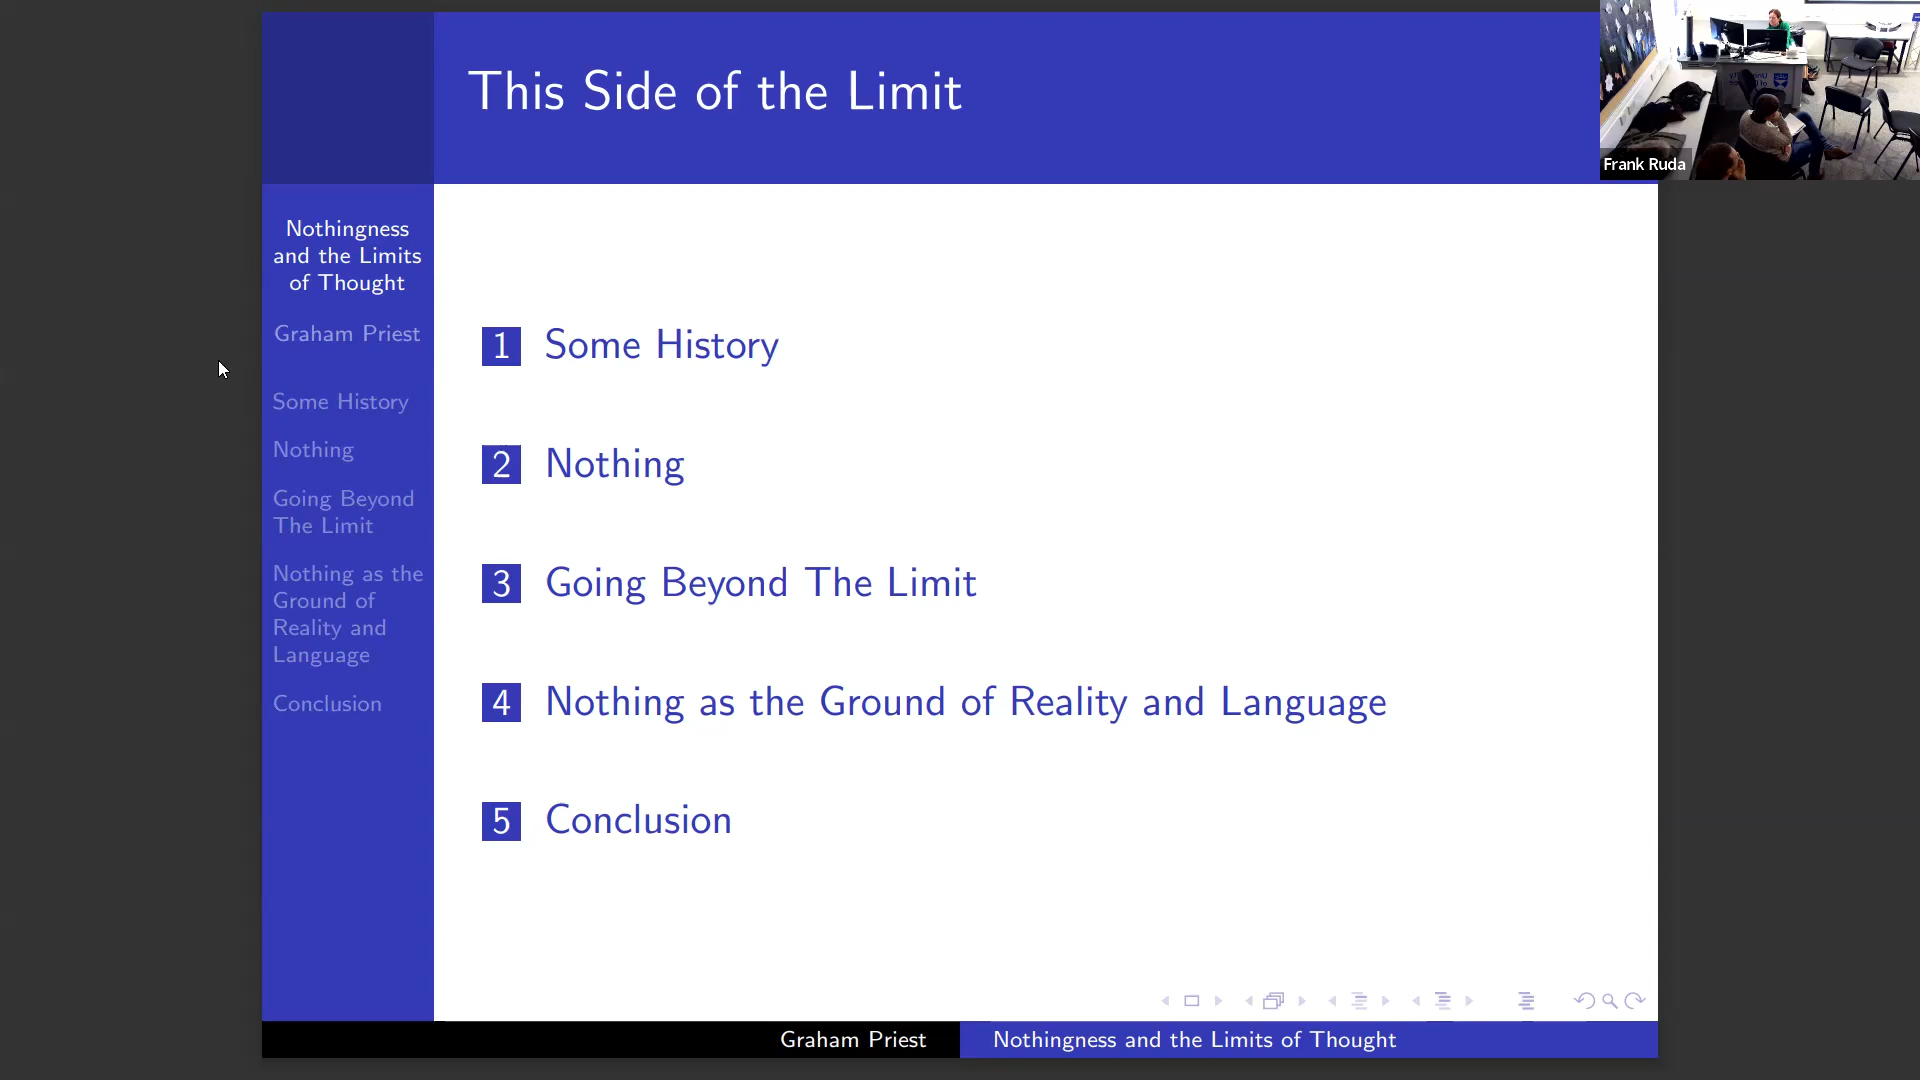 This Side of the Limit
Frank Ruda
Nothingness
and the Limits
of Thought
Graham Priest
Some History
Nothing
Going Beyond
The Limit
Nothing as the
Ground of
Reality and
Language
Conclusion
1 Some History
2 Nothing
3 Going Beyond The Limit
4 Nothing as the Ground of Reality and Language
5 Conclusion
Graham Priest
Nothingness and the Limits of Thought